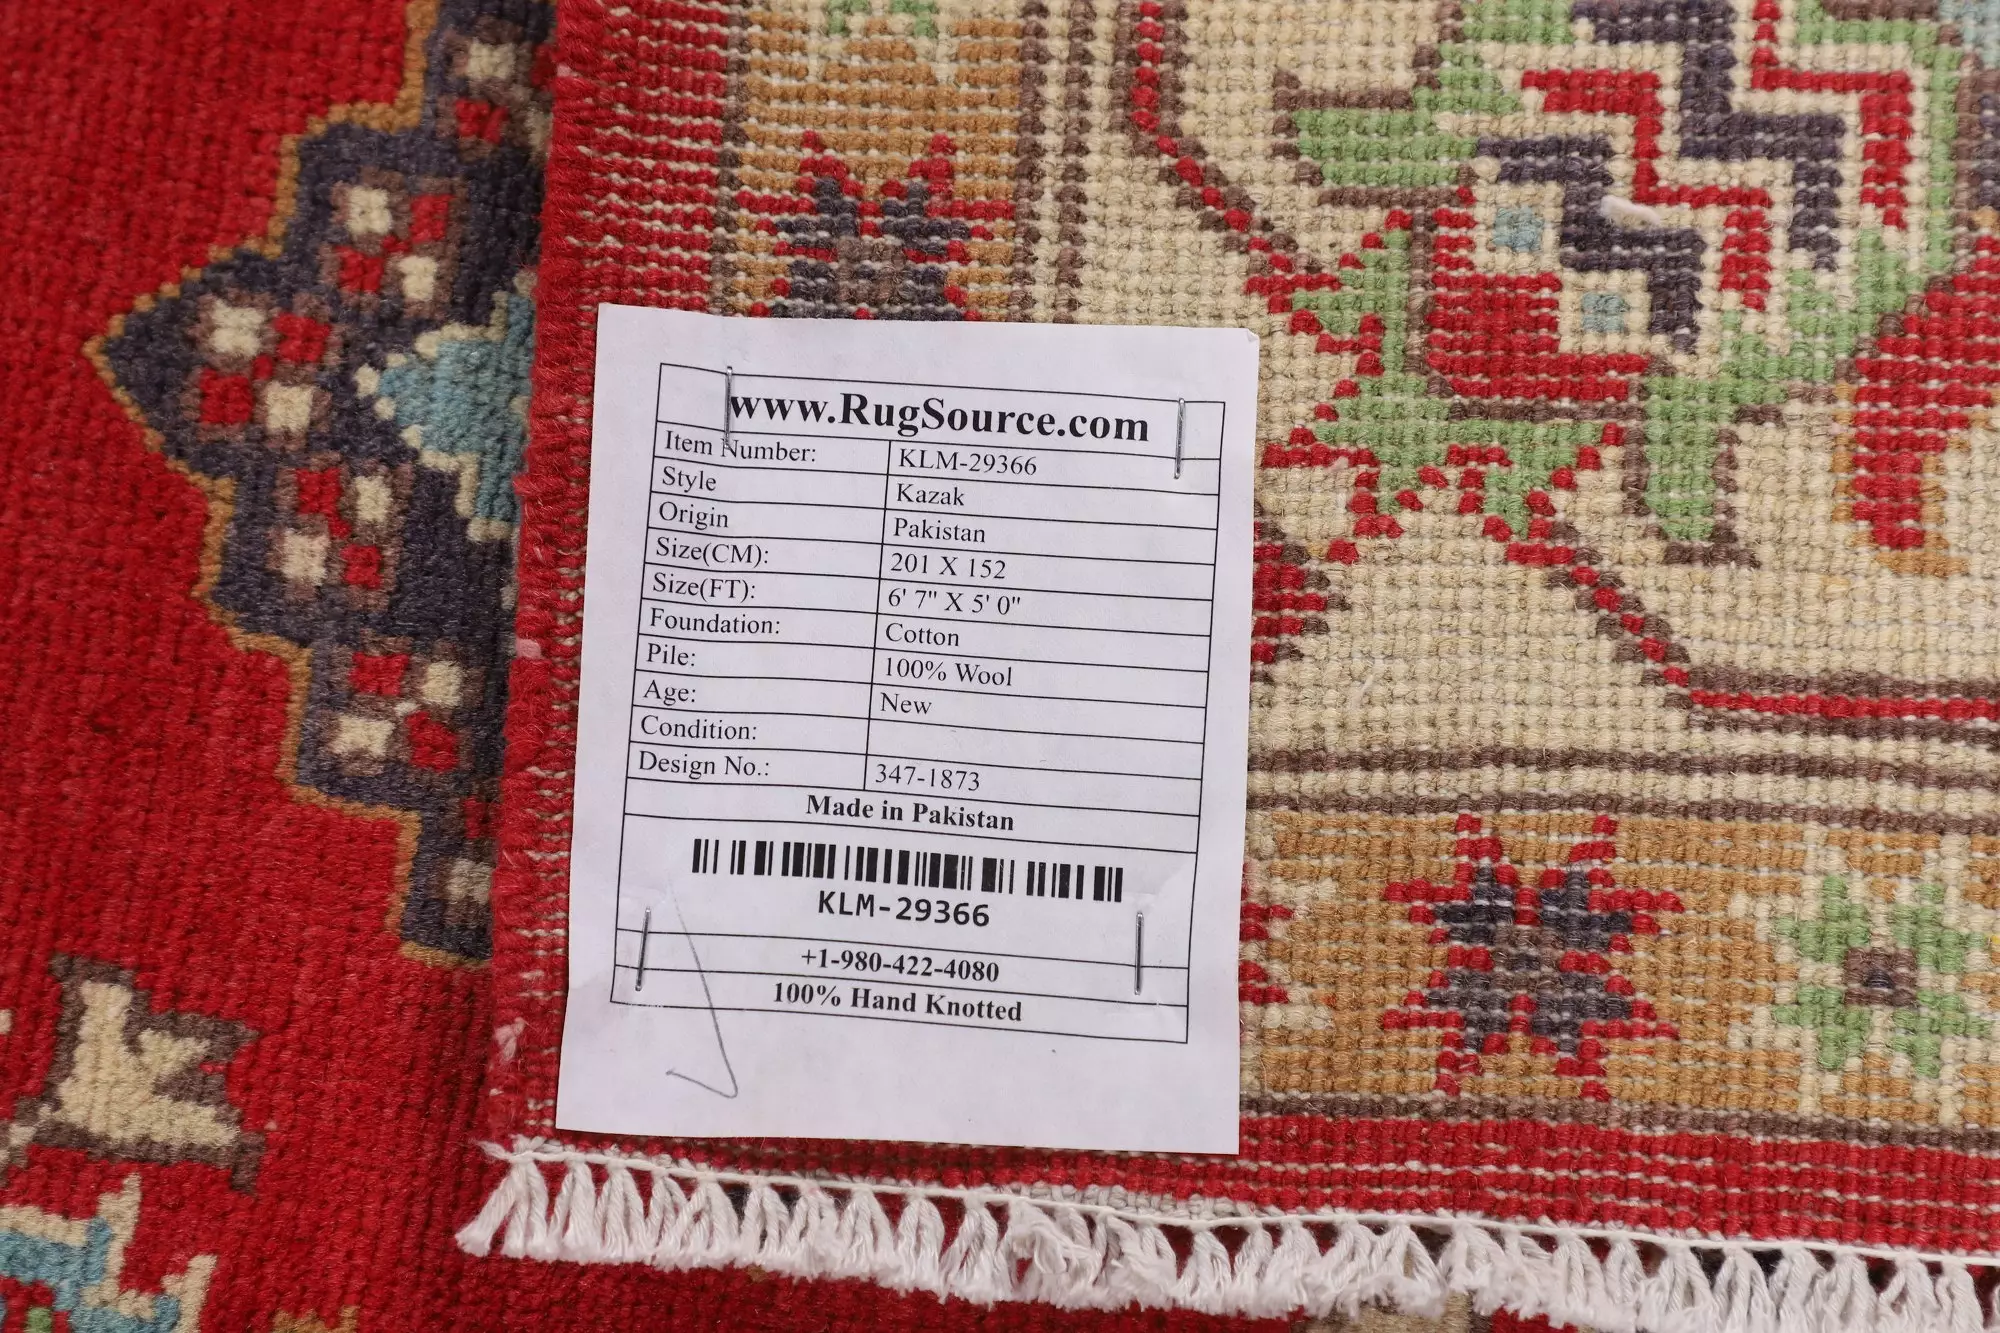 www.RugSource.com
Item Number: KLM-29366
Style Kazak
Origin Pakistan
Size(CM): 201 X 152
Size(FT): 6' 7" X 5' 0"
Foundation: Cotton
Pile: 100% Wool
Age: New
Condition:
Design No.: 347-1873
Made in Pakistan
KLM-29366
+1-980-422-4080
100% Hand Knotted